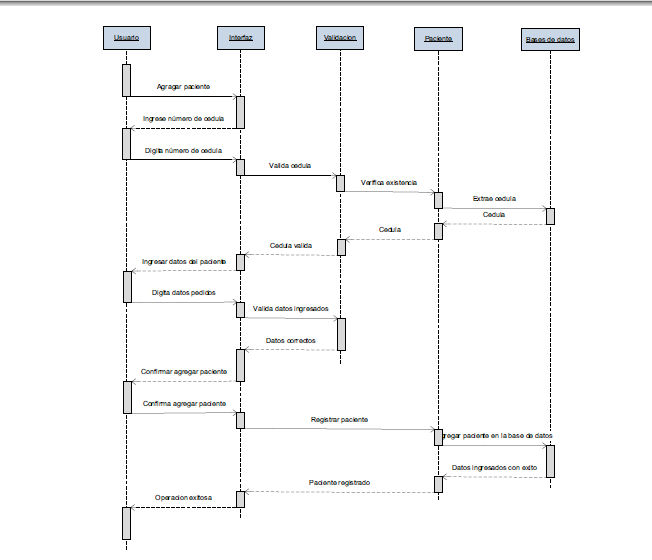 Usuario
Interfaz
Validacion
Paciente
Bases de datos
Agragar paciente
Ingrese número de cedula
Digita número de cedula
Valida cedula
Verifica existencia
Extrae cedula
Cedula
Cedula
Cedula valida
Ingresar datos del paciente
Digita datos pedidos
Valida datos ingresados
Datos correctos
Confirmar agregar paciente
Confirma agregar paciente
Registrar paciente
regar paciente en la base de datos
Datos ingresados con exito
Paciente registrado
Operacion exitosa